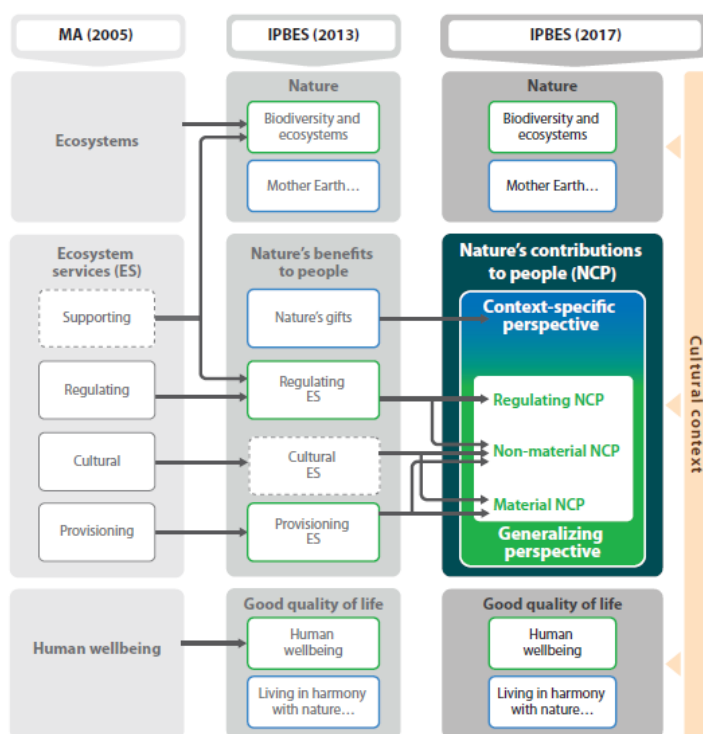 MA (2005)
IPBES (2013)
IPBES (2017)
Ecosystems
Nature
Biodiversity and
ecosystems
Mother Earth…
Nature
Biodiversity and
ecosystems
Mother Earth…
Ecosystem
services (ES)
Supporting
Regulating
Cultural
Provisioning
Nature's benefits
to people
Nature's gifts
Regulating
ES
Cultural
ES
Provisioning
ES
Nature's contributions
to people (NCP)
Context-specific
perspective
Regulating NCP
Non-material NCP
Material NCP
Generalizing
perspective
Human wellbeing
Good quality of life
Human
wellbeing
Living in harmony
with nature…
Good quality of life
Human
wellbeing
Living in harmony
with nature…
Cultural context